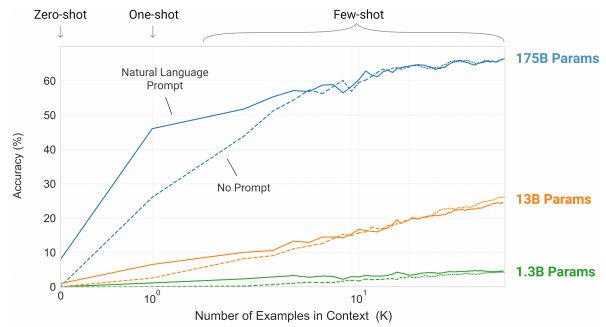 Zero-shot One-shot Few-shot
175B Params
Natural Language
Prompt
No Prompt
13B Params
1.3B Params
Accuracy (%)
60
50
40
30
20
10
0
0 10⁰ 10¹
Number of Examples in Context (K)